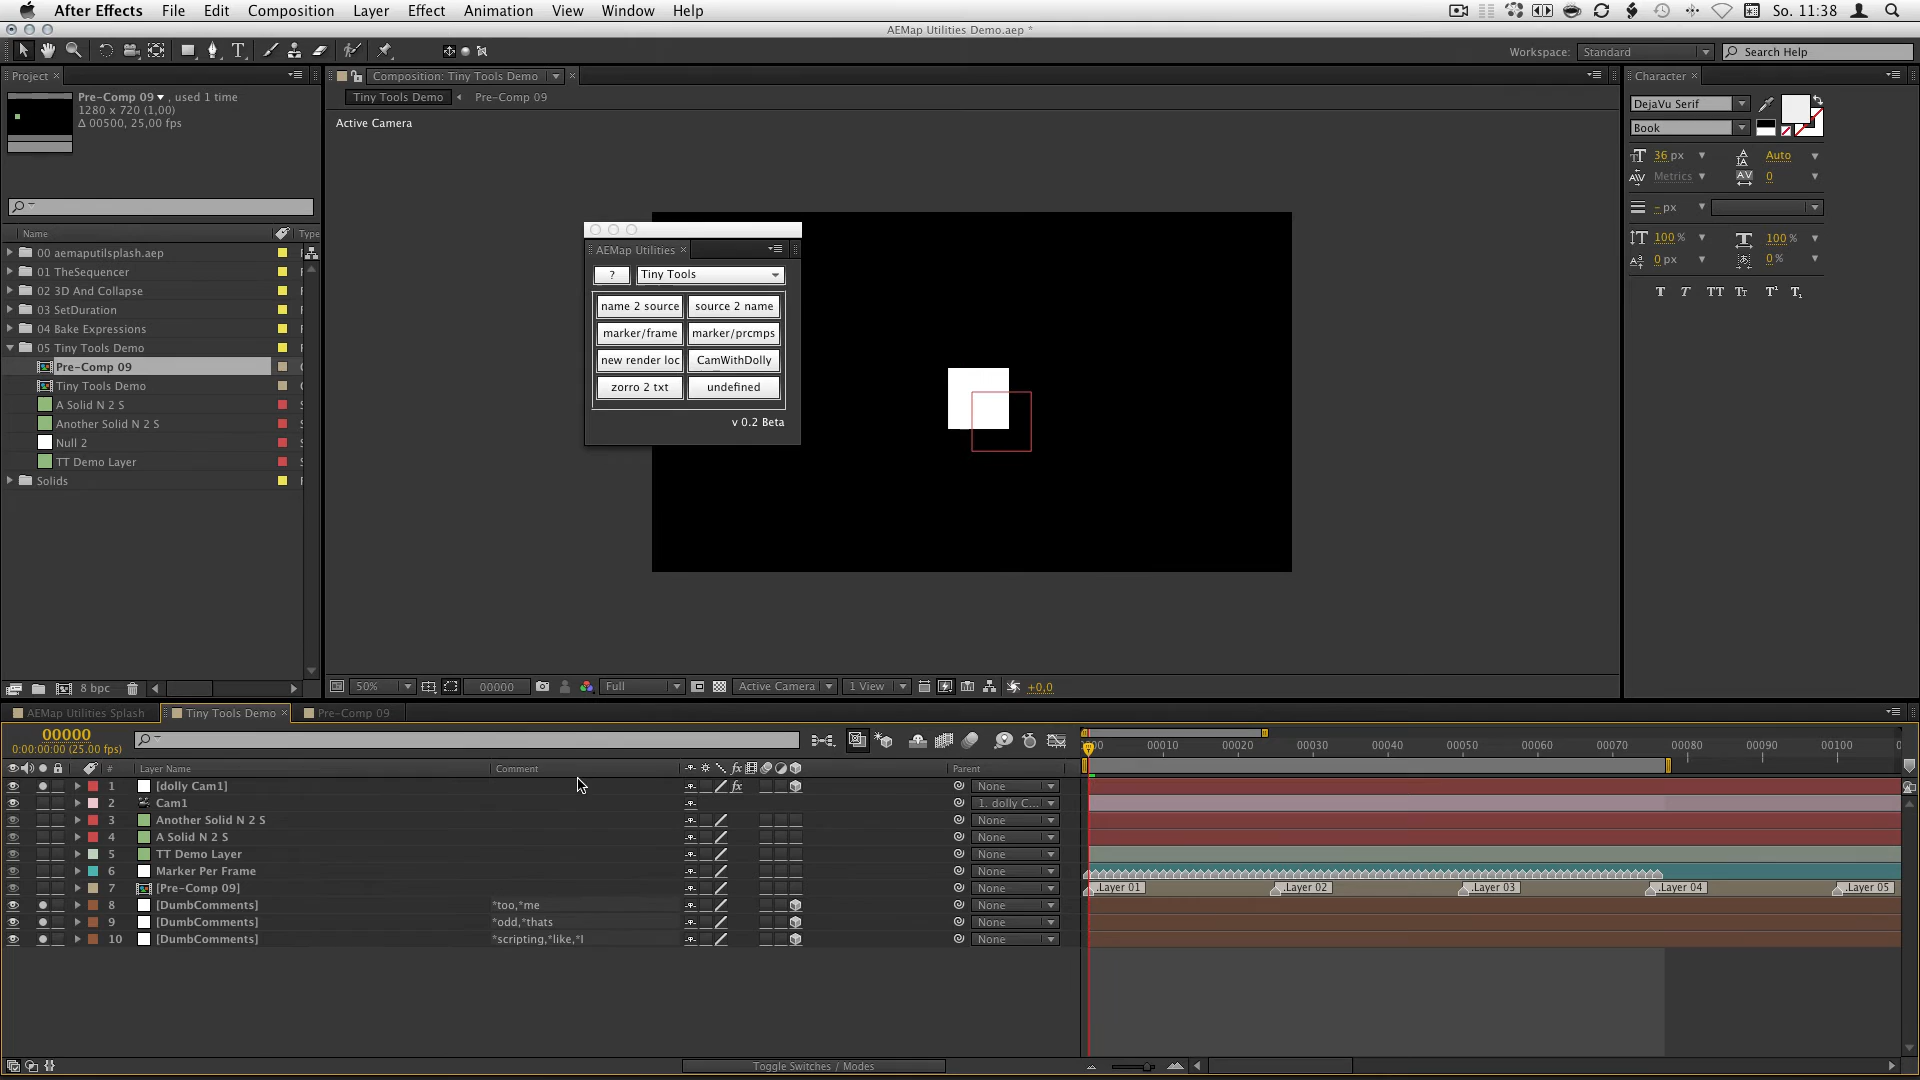 After Effects File Edit Composition Layer Effect Animation View Window Help So. 11:38
AEMap Utilities Demo.aep *
Workspace: Standard Search Help
Project
Pre-Comp 09 , used 1 time
1280 x 720 (1,00)
Δ 00500, 25,00 fps
Name Type
00 aemaputilsplash.aep
01 TheSequencer
02 3D And Collapse
03 SetDuration
04 Bake Expressions
05 Tiny Tools Demo
Pre-Comp 09
Tiny Tools Demo
A Solid N 2 S
Another Solid N 2 S
Null 2
TT Demo Layer
Solids
8 bpc
Composition: Tiny Tools Demo
Tiny Tools Demo Pre-Comp 09
Active Camera
AEMap Utilities
? Tiny Tools
name 2 source source 2 name
marker/frame marker/prcmps
new render loc CamWithDolly
zorro 2 txt undefined
v 0.2 Beta
50% 00000 Full Active Camera 1 View +0,0
Character
DejaVu Serif
Book
36 px Auto
Metrics 0
- px
100 % 100 %
0 px 0 %
T T TT Tт T¹ T₁
AEMap Utilities Splash Tiny Tools Demo Pre-Comp 09
00000
0:00:00:00 (25.00 fps)
# Layer Name Comment Parent
00010 00020 00030 00040 00050 00060 00070 00080 00090 00100
1 [dolly Cam1] None
2 Cam1 1. dolly C...
3 Another Solid N 2 S None
4 A Solid N 2 S None
5 TT Demo Layer None
6 Marker Per Frame None
7 [Pre-Comp 09] None .Layer 01 .Layer 02 .Layer 03 .Layer 04 .Layer 05
8 [DumbComments] *too,*me None
9 [DumbComments] *odd,*thats None
10 [DumbComments] *scripting,*like,*I None
Toggle Switches / Modes